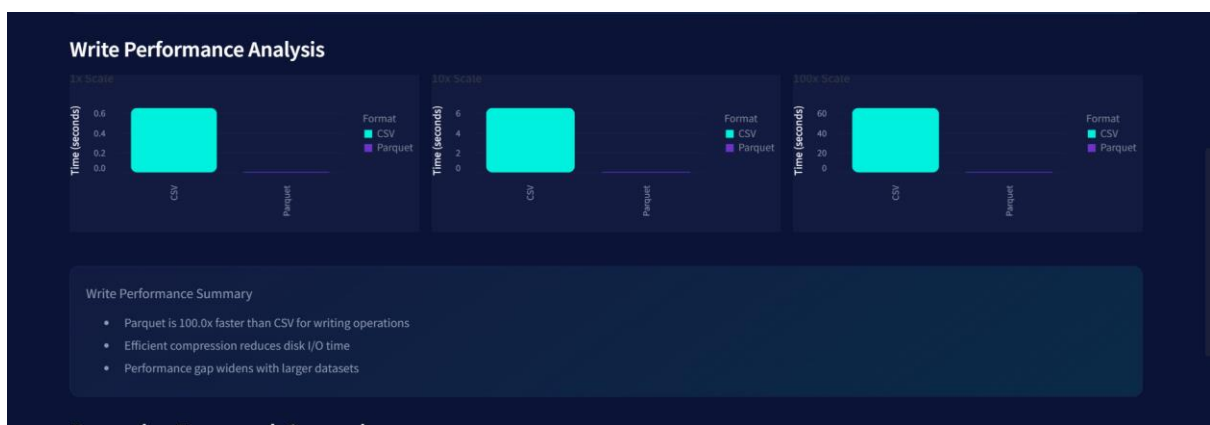 Write Performance Analysis
1x Scale
10x Scale
100x Scale
Time (seconds)
0.6
0.4
0.2
0.0
CSV
Parquet
Format
CSV
Parquet
Time (seconds)
6
4
2
0
CSV
Parquet
Format
CSV
Parquet
Time (seconds)
60
40
20
0
CSV
Parquet
Format
CSV
Parquet
Write Performance Summary
• Parquet is 100.0x faster than CSV for writing operations
• Efficient compression reduces disk I/O time
• Performance gap widens with larger datasets